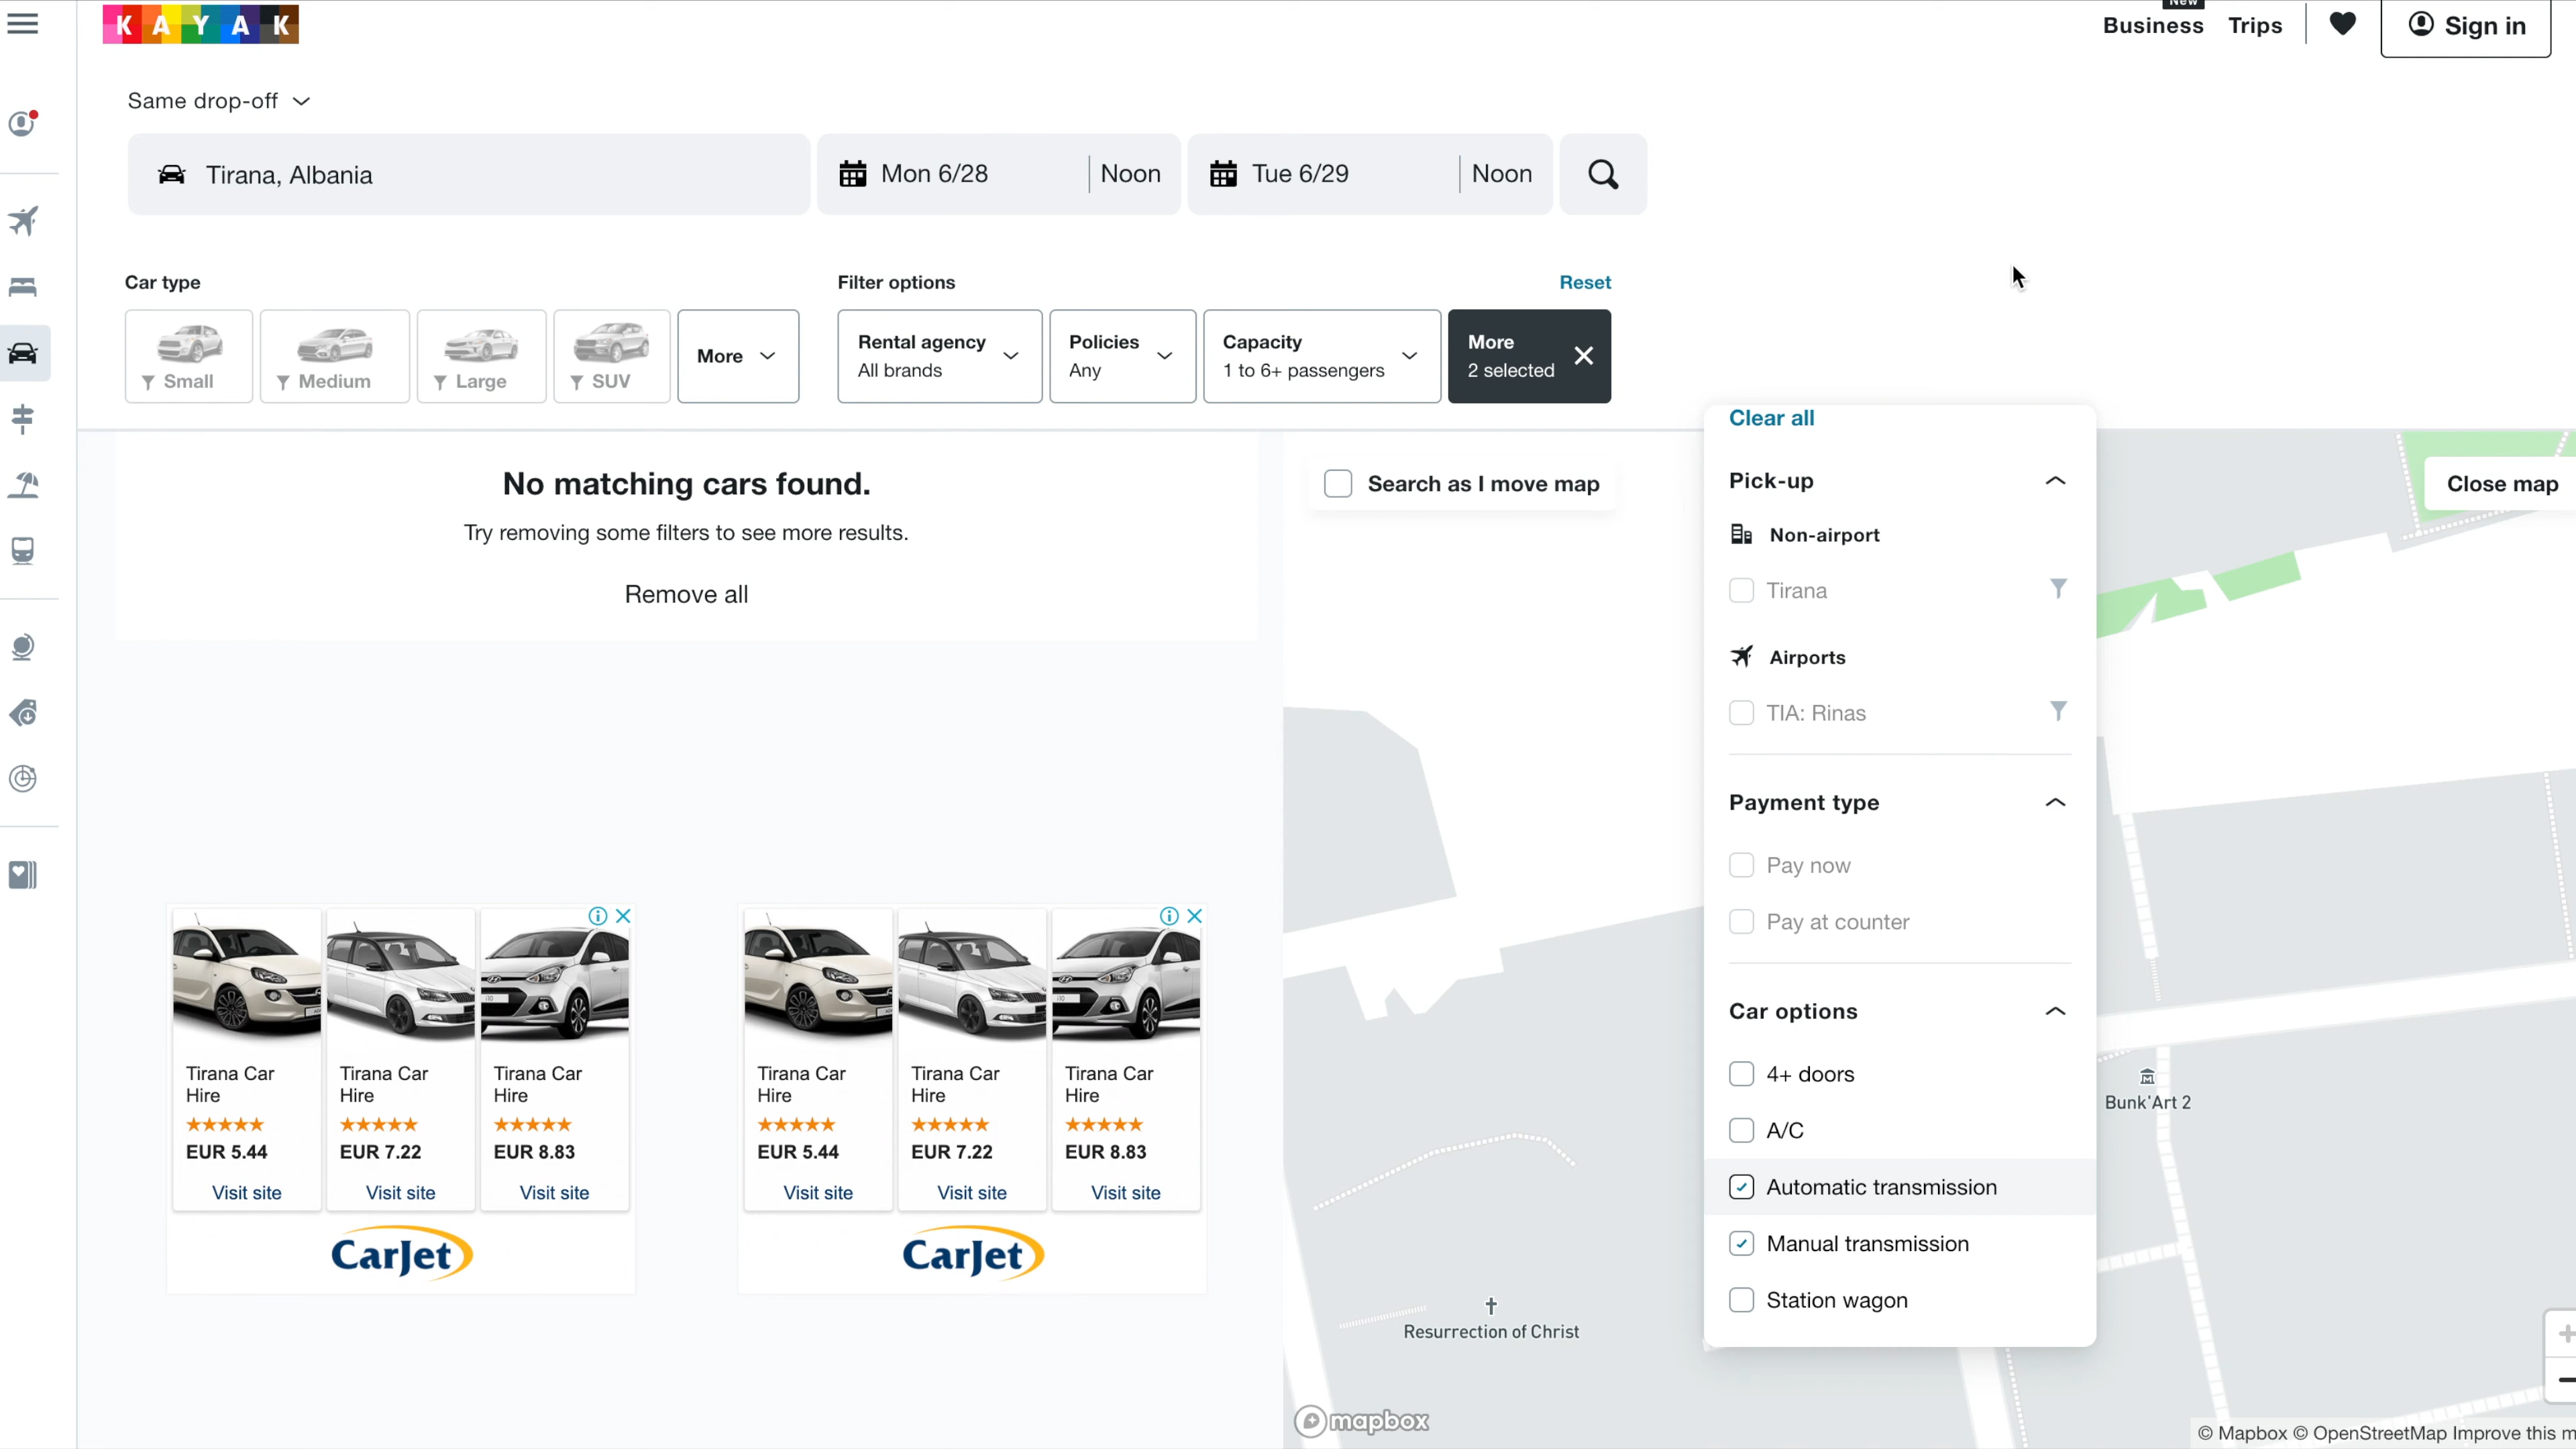 KAYAK
New
Business
Trips
Sign in
Same drop-off
Tirana, Albania
Mon 6/28
Noon
Tue 6/29
Noon
Car type
Small
Medium
Large
SUV
More
Filter options
Reset
Rental agency
All brands
Policies
Any
Capacity
1 to 6+ passengers
More
2 selected
No matching cars found.
Try removing some filters to see more results.
Remove all
Search as I move map
Close map
Clear all
Pick-up
Non-airport
Tirana
Airports
TIA: Rinas
Payment type
Pay now
Pay at counter
Car options
4+ doors
A/C
Automatic transmission
Manual transmission
Station wagon
Tirana Car
Hire
EUR 5.44
Visit site
Tirana Car
Hire
EUR 7.22
Visit site
Tirana Car
Hire
EUR 8.83
Visit site
CarJet
Tirana Car
Hire
EUR 5.44
Visit site
Tirana Car
Hire
EUR 7.22
Visit site
Tirana Car
Hire
EUR 8.83
Visit site
CarJet
Bunk'Art 2
Resurrection of Christ
mapbox
© Mapbox © OpenStreetMap Improve this m